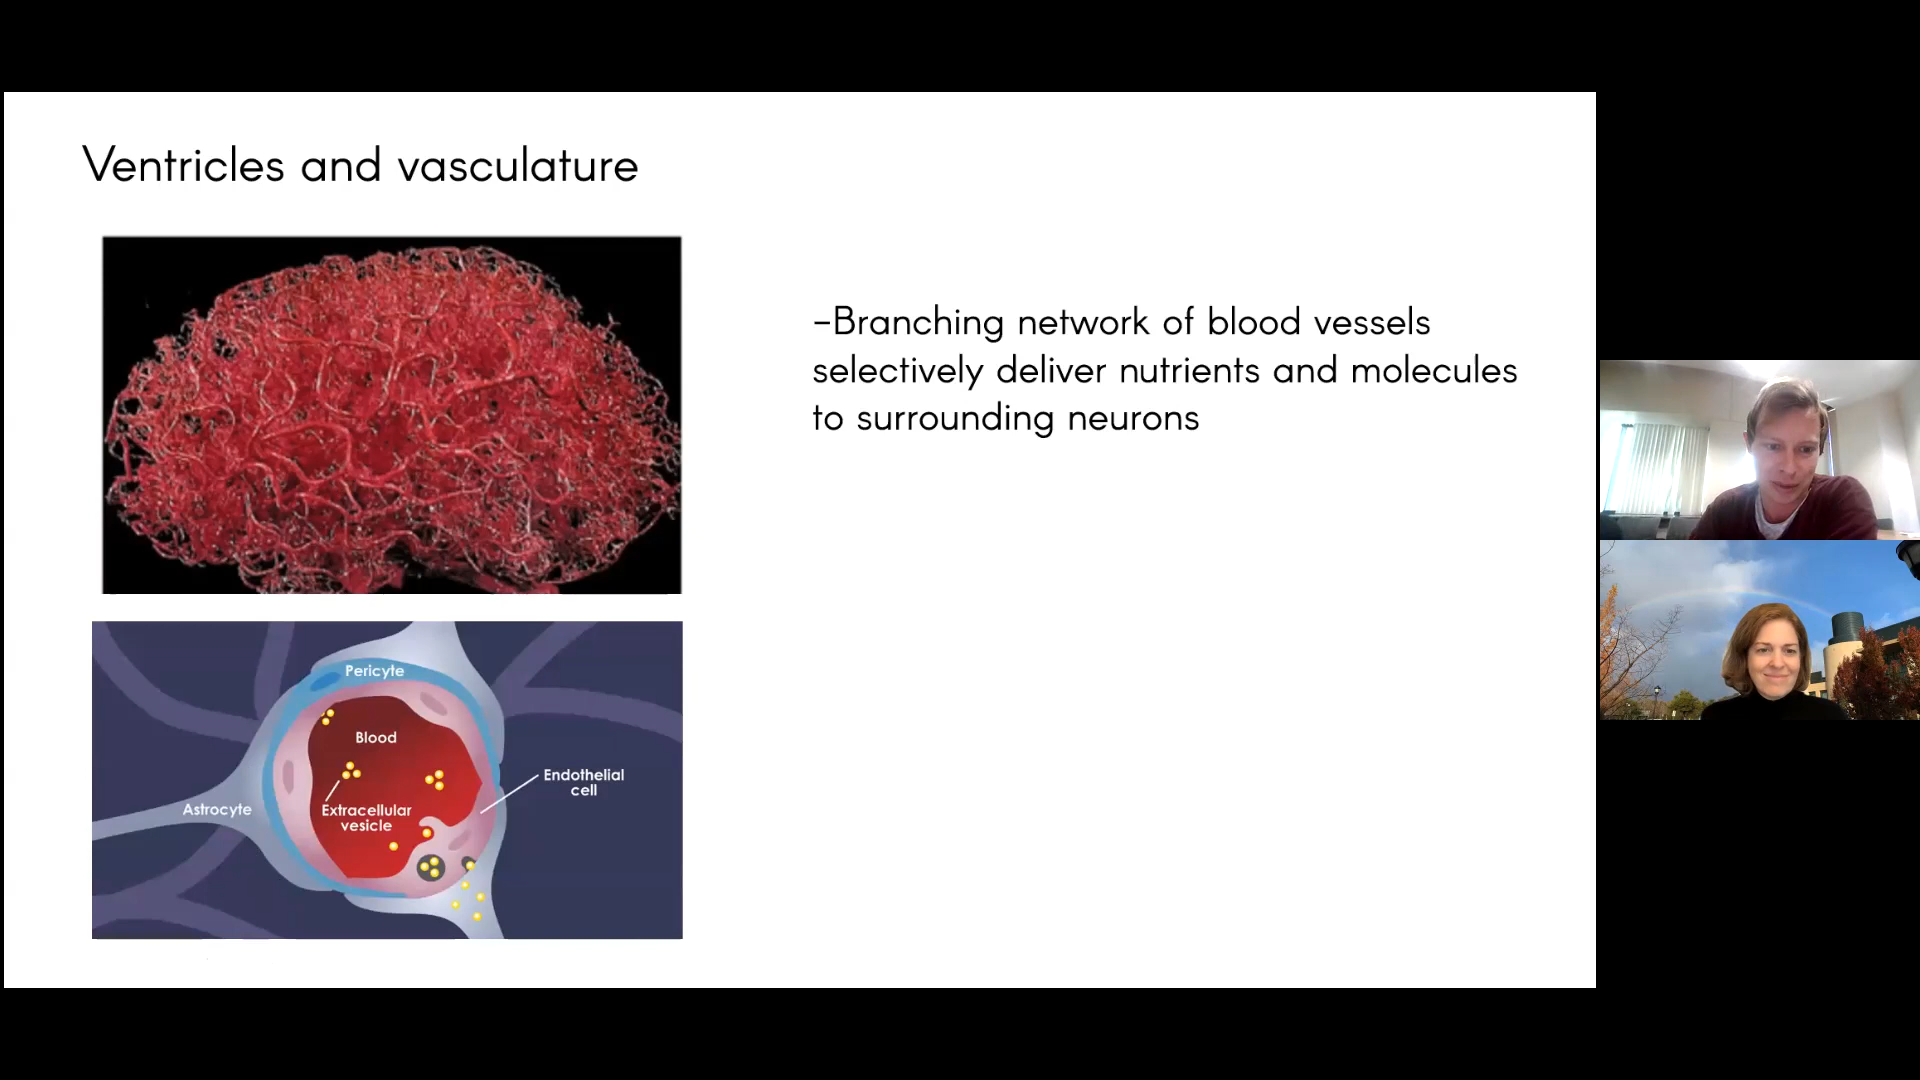 Ventricles and vasculature
–Branching network of blood vessels
selectively deliver nutrients and molecules
to surrounding neurons
Pericyte
Blood
Extracellular
vesicle
Astrocyte
Endothelial
cell